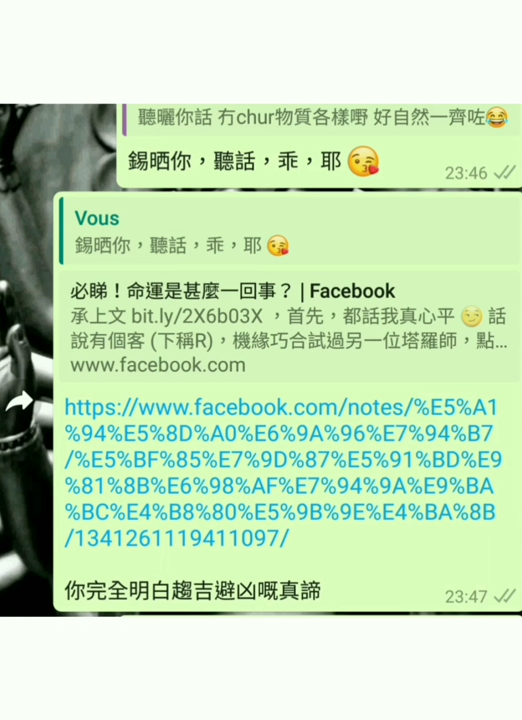 聽曬你話 冇chur物質各樣嘢 好自然一齊咗😂
錫晒你，聽話，乖，耶 😘
23:46
Vous
錫晒你，聽話，乖，耶 😘
必睇！命運是甚麼一回事？ | Facebook
承上文 bit.ly/2X6b03X ，首先，都話我真心平 😏 話
說有個客 (下稱R)，機緣巧合試過另一位塔羅師，點...
www.facebook.com
https://www.facebook.com/notes/%E5%A1
%94%E5%8D%A0%E6%9A%96%E7%94%B7
/%E5%BF%85%E7%9D%87%E5%91%BD%E9
%81%8B%E6%98%AF%E7%94%9A%E9%BA
%BC%E4%B8%80%E5%9B%9E%E4%BA%8B
/1341261119411097/
你完全明白趨吉避凶嘅真諦
23:47